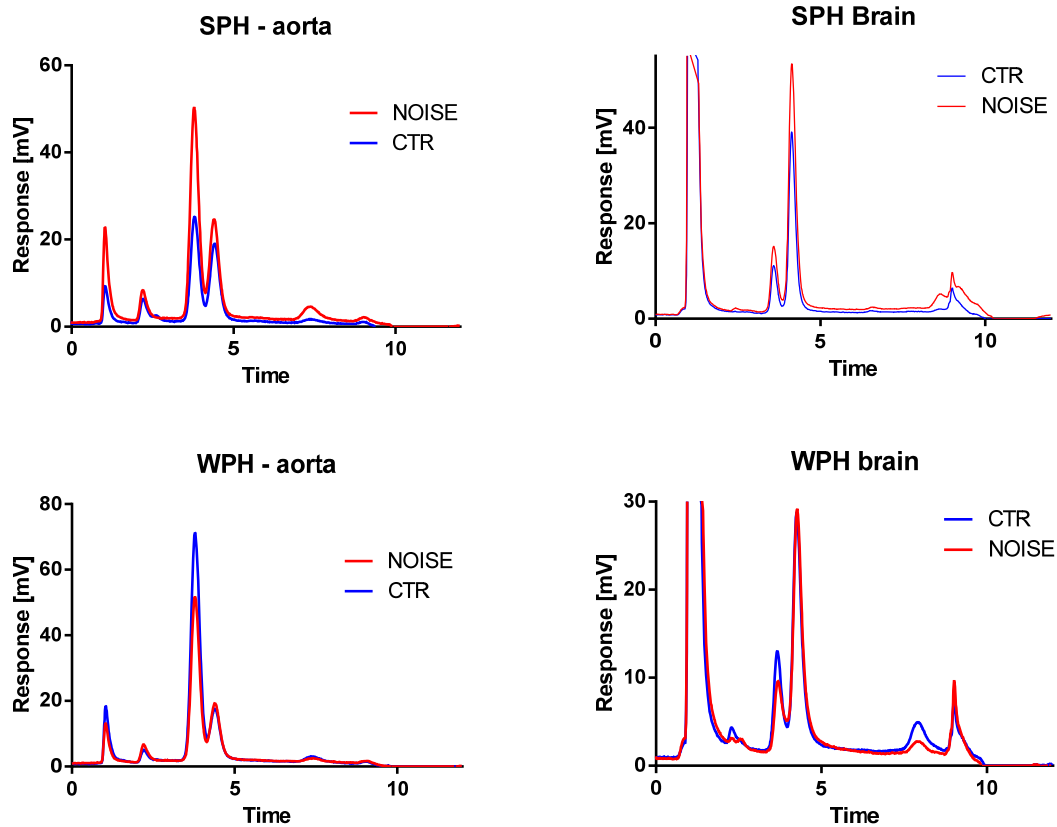 SPH - aorta
Response [mV]
60
40
20
0
0 5 10
Time
NOISE
CTR
SPH Brain
Response [mV]
40
20
0
0 5 10
Time
CTR
NOISE
WPH - aorta
Response [mV]
80
60
40
20
0
0 5 10
Time
NOISE
CTR
WPH brain
Response [mV]
30
20
10
0
0 5 10
Time
CTR
NOISE